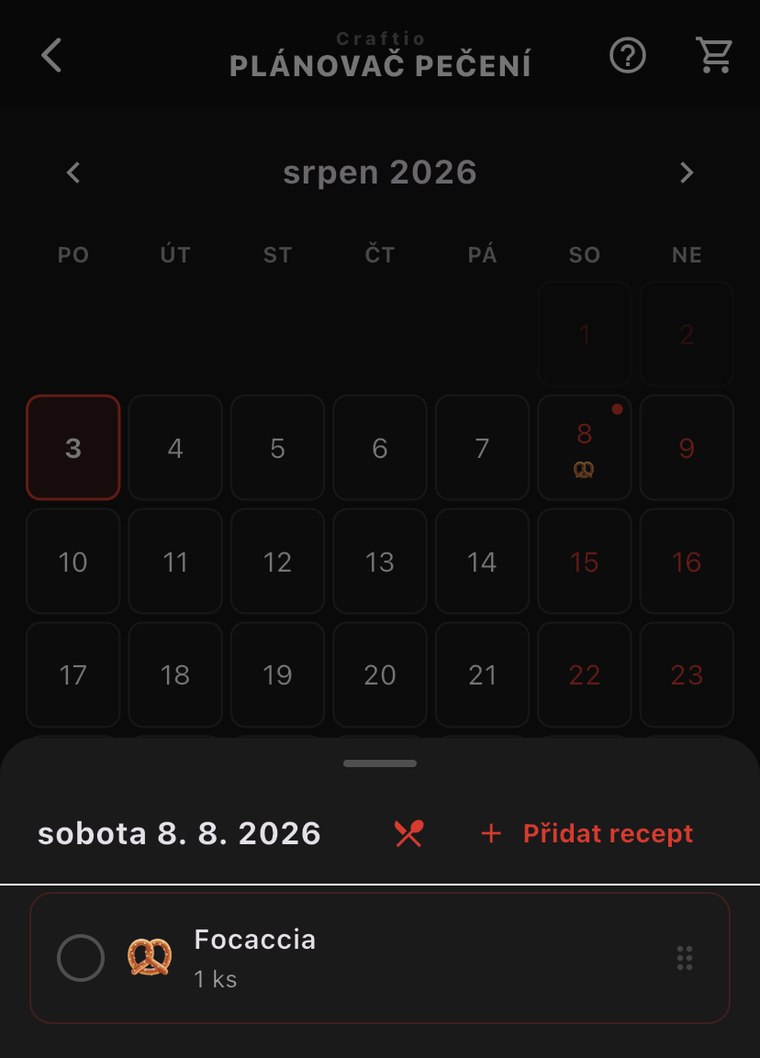 Craftio
PLÁNOVAČ PEČENÍ
srpen 2026
PO ÚT ST ČT PÁ SO NE
1 2
3 4 5 6 7 8 9
10 11 12 13 14 15 16
17 18 19 20 21 22 23
sobota 8. 8. 2026 + Přidat recept
Focaccia
1 ks